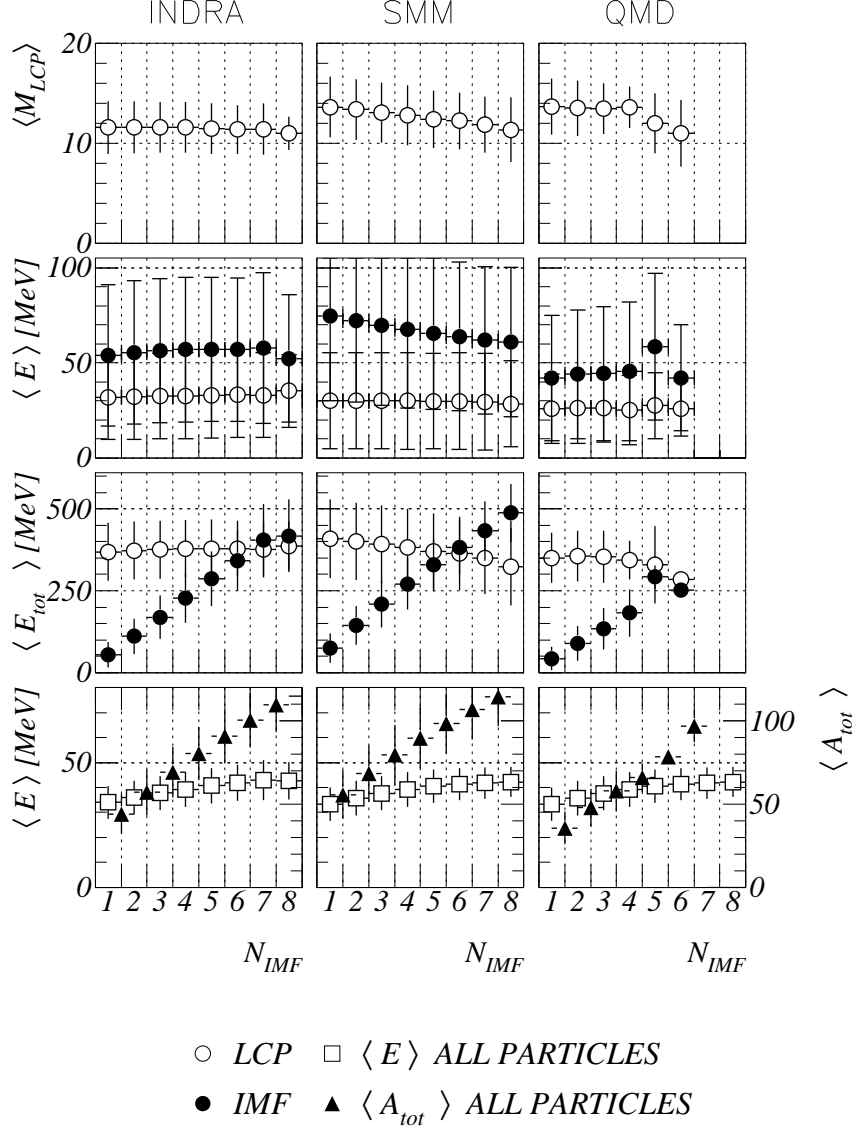 INDRA SMM QMD
⟨M_LCP⟩
20
10
0
⟨ E ⟩ [MeV]
100
50
0
⟨ E_tot ⟩ [MeV]
500
250
0
⟨ E ⟩ [MeV]
50
0
100
50
0
⟨ A_tot ⟩
1 2 3 4 5 6 7 8 1 2 3 4 5 6 7 8 1 2 3 4 5 6 7 8
N_IMF N_IMF N_IMF
LCP ⟨ E ⟩ ALL PARTICLES
IMF ⟨ A_tot ⟩ ALL PARTICLES